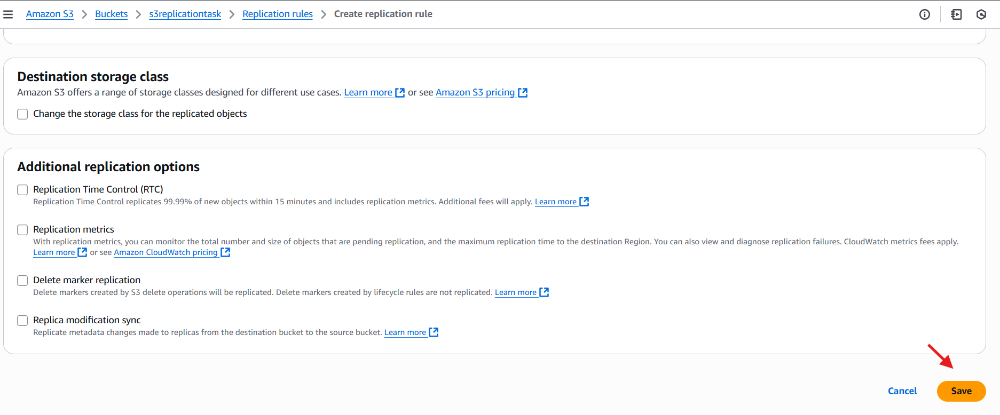 Amazon S3 > Buckets > s3replicationtask > Replication rules > Create replication rule
Destination storage class
Amazon S3 offers a range of storage classes designed for different use cases. Learn more or see Amazon S3 pricing
Change the storage class for the replicated objects
Additional replication options
Replication Time Control (RTC)
Replication Time Control replicates 99.99% of new objects within 15 minutes and includes replication metrics. Additional fees will apply. Learn more
Replication metrics
With replication metrics, you can monitor the total number and size of objects that are pending replication, and the maximum replication time to the destination Region. You can also view and diagnose replication failures. CloudWatch metrics fees apply.
Learn more or see Amazon CloudWatch pricing
Delete marker replication
Delete markers created by S3 delete operations will be replicated. Delete markers created by lifecycle rules are not replicated. Learn more
Replica modification sync
Replicate metadata changes made to replicas from the destination bucket to the source bucket. Learn more
Cancel Save